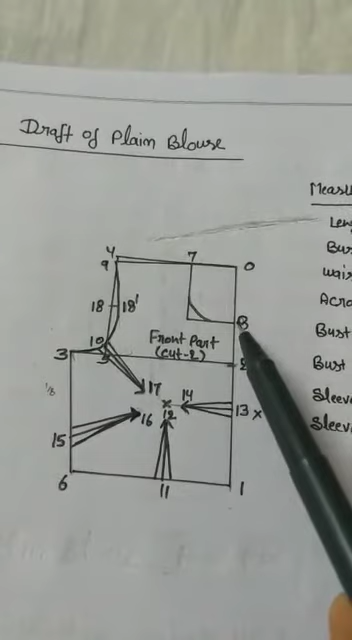 Draft of Plain Blouse
Measu
Len
Bus
Wais
Acro
Bust
Bust
Sleev
Sleev
4
9 7 0
18 18'
8
10 Front Part
(Cut-2)
3 5 2
17
14
1/8
x
16 12 13 x
15
6 11 1